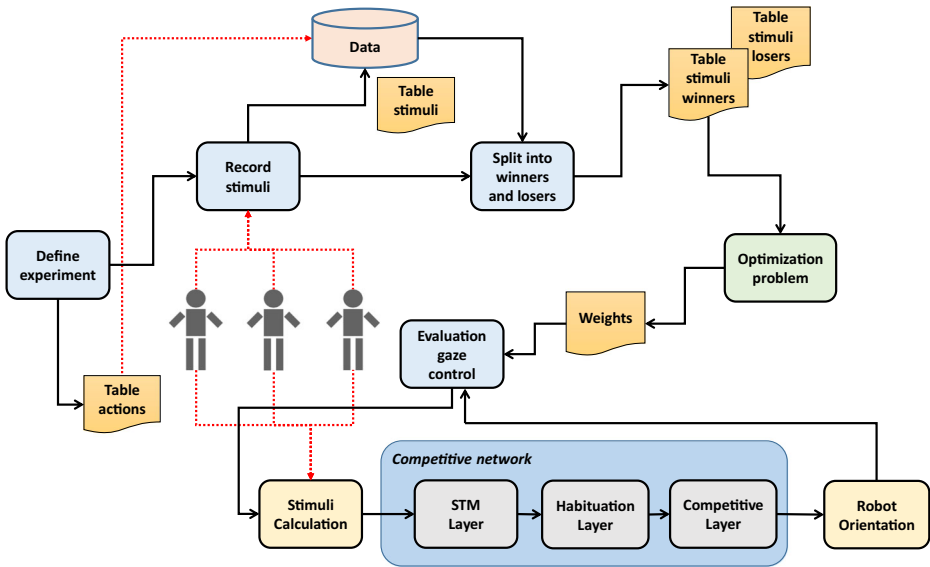 Data
Table
stimuli
losers
Table
stimuli
winners
Table
stimuli
Record
stimuli
Split into
winners
and losers
Define
experiment
Optimization
problem
Weights
Evaluation
gaze
control
Table
actions
Competitive network
Stimuli
Calculation
STM
Layer
Habituation
Layer
Competitive
Layer
Robot
Orientation